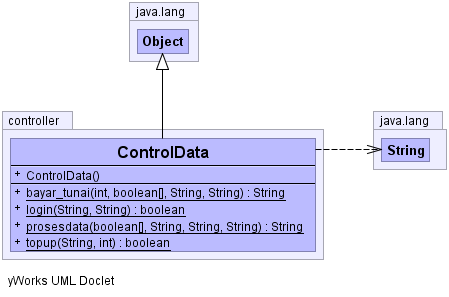 java.lang
Object
controller
java.lang
ControlData
String
+ ControlData()
+ bayar_tunai(int, boolean[], String, String) : String
+ login(String, String) : boolean
+ prosesdata(boolean[], String, String, String) : String
+ topup(String, int) : boolean
yWorks UML Doclet